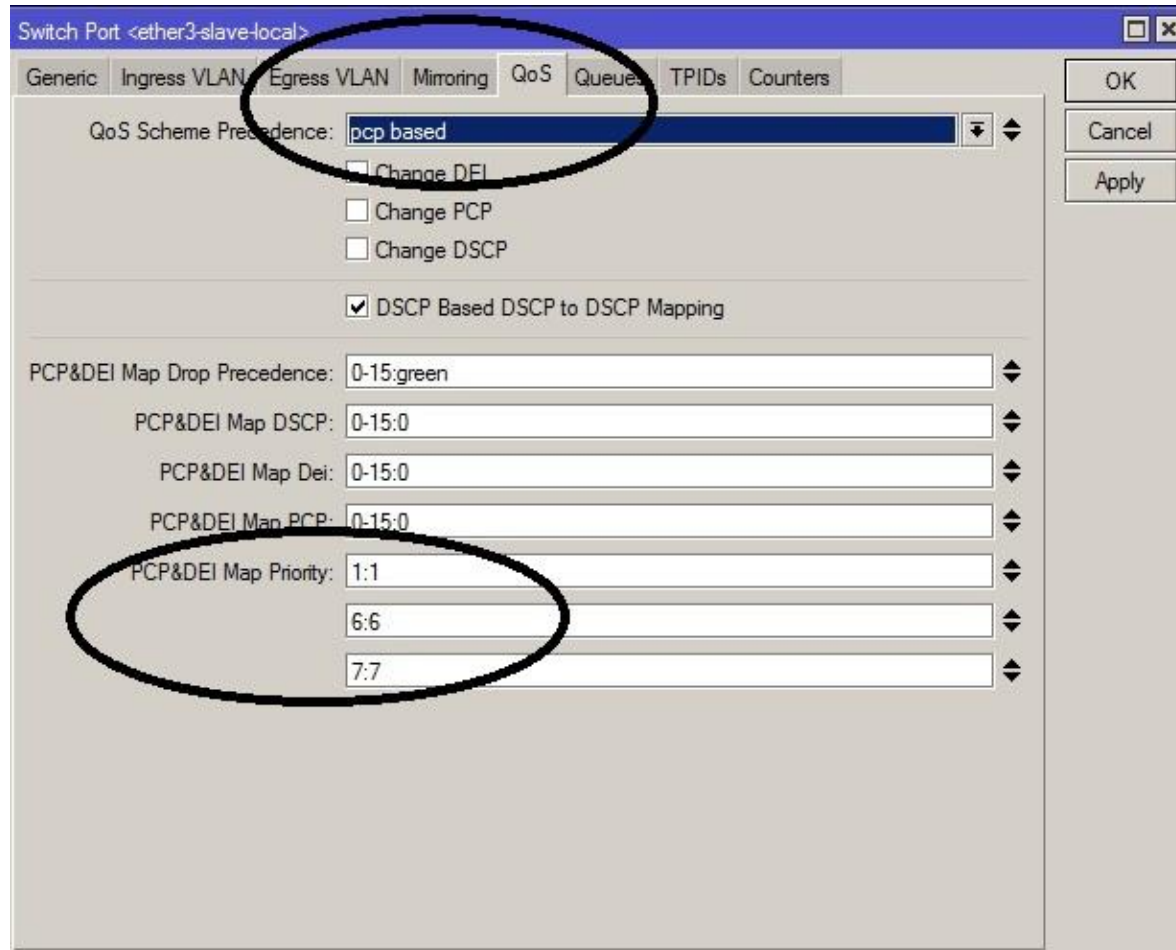 Switch Port <ether3-slave-local>
Generic Ingress VLAN Egress VLAN Mirroring QoS Queues TPIDs Counters
OK
QoS Scheme Precedence: pcp based
Cancel
Change DEI
Apply
Change PCP
Change DSCP
DSCP Based DSCP to DSCP Mapping
PCP&DEI Map Drop Precedence: 0-15:green
PCP&DEI Map DSCP: 0-15:0
PCP&DEI Map Dei: 0-15:0
PCP&DEI Map PCP: 0-15:0
PCP&DEI Map Priority: 1:1
6:6
7:7